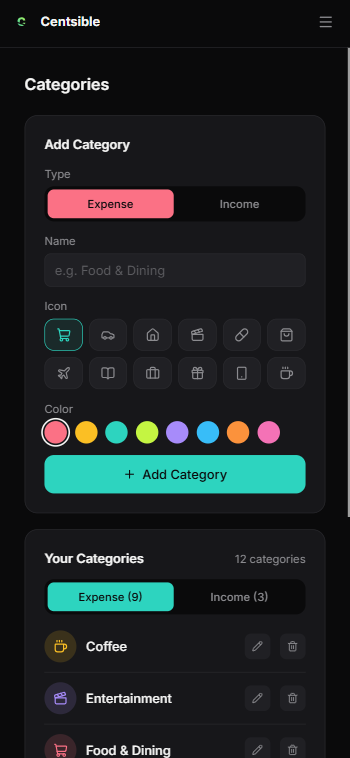 Centsible
Categories
Add Category
Type
Expense Income
Name
e.g. Food & Dining
Icon
Color
+ Add Category
Your Categories 12 categories
Expense (9) Income (3)
Coffee
Entertainment
Food & Dining